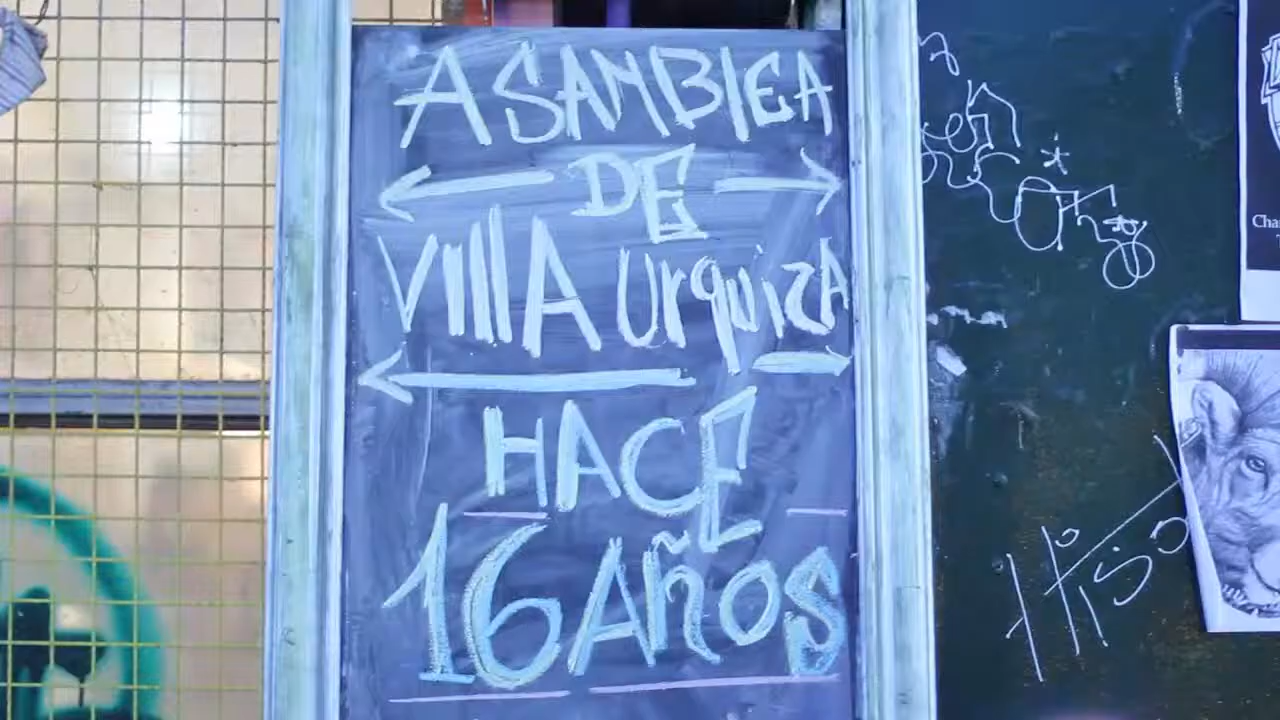 ASAMBLEA
DE
VIllA UrquizA
HACE
16 Años